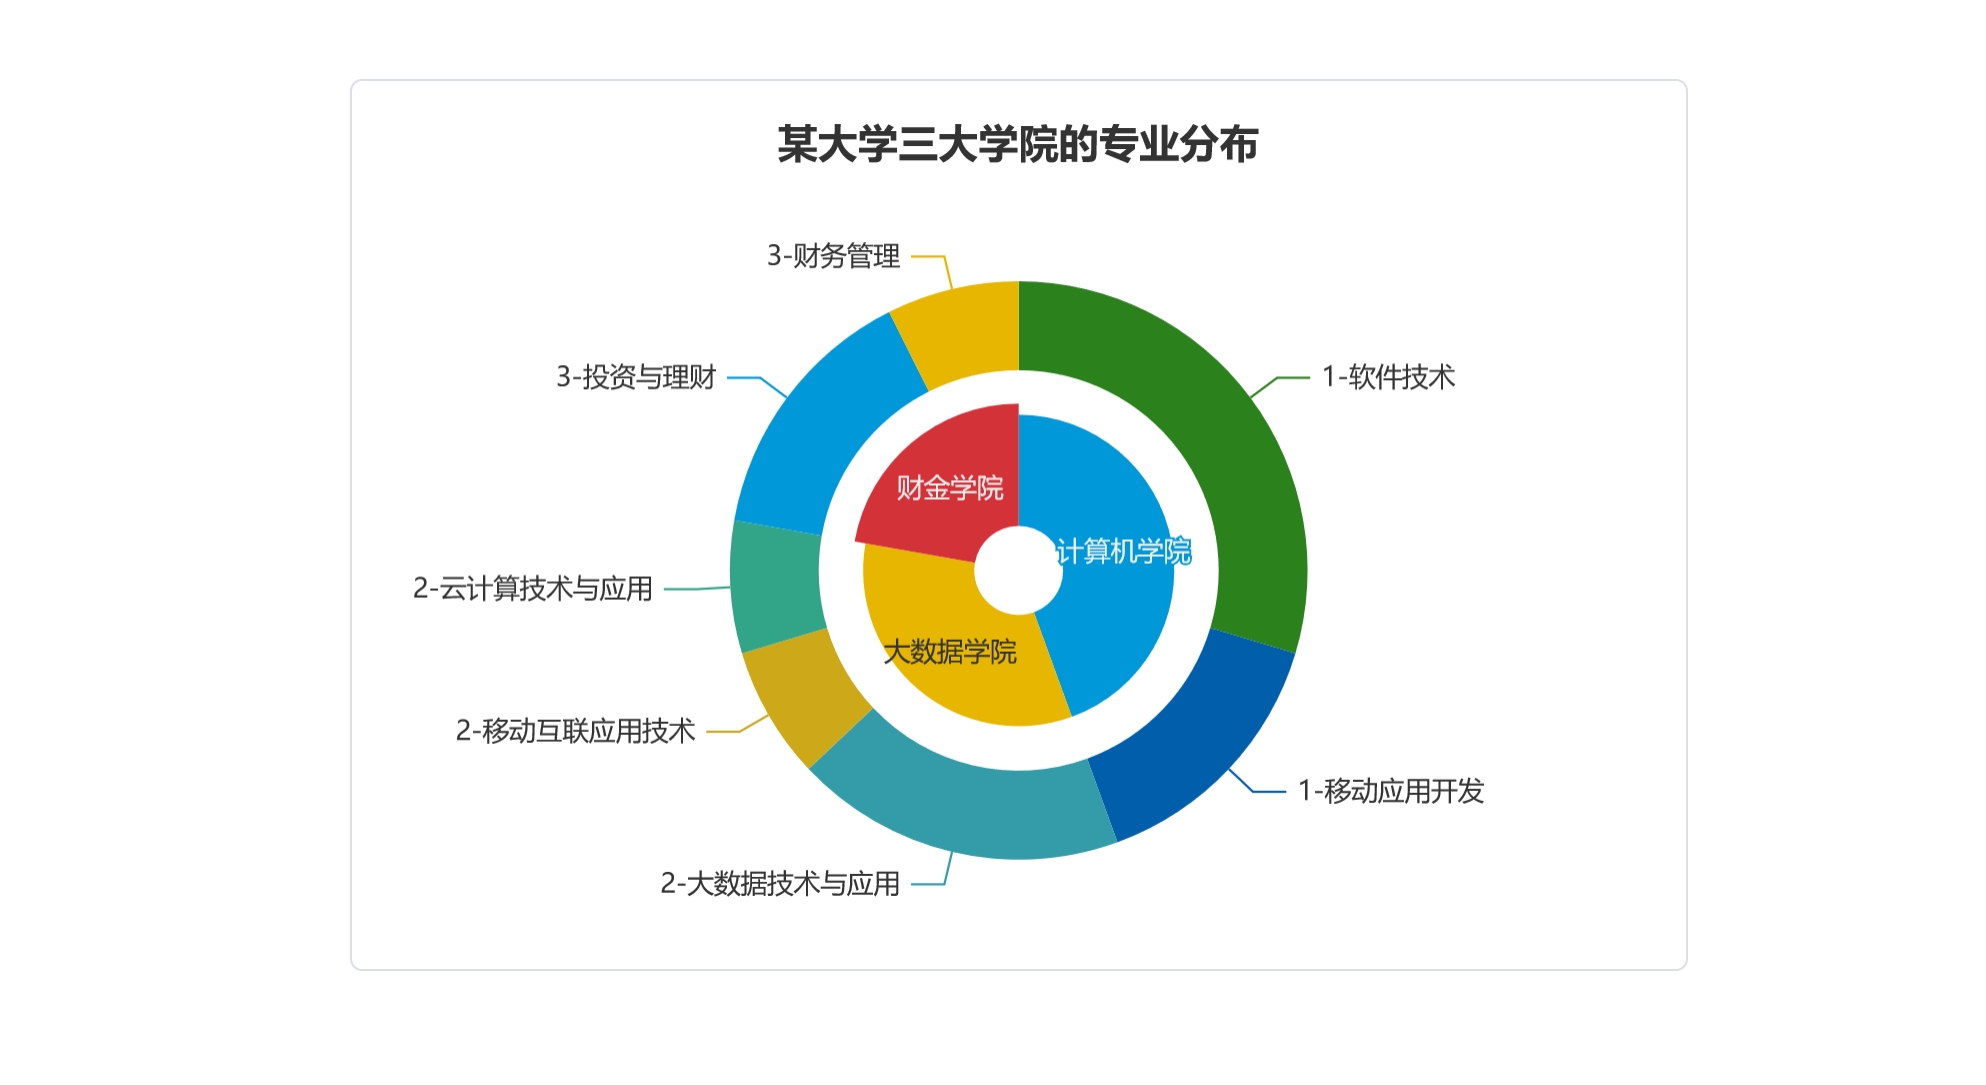 某大学三大学院的专业分布
3-财务管理
3-投资与理财
1-软件技术
财金学院
计算机学院
2-云计算技术与应用
大数据学院
2-移动互联应用技术
1-移动应用开发
2-大数据技术与应用